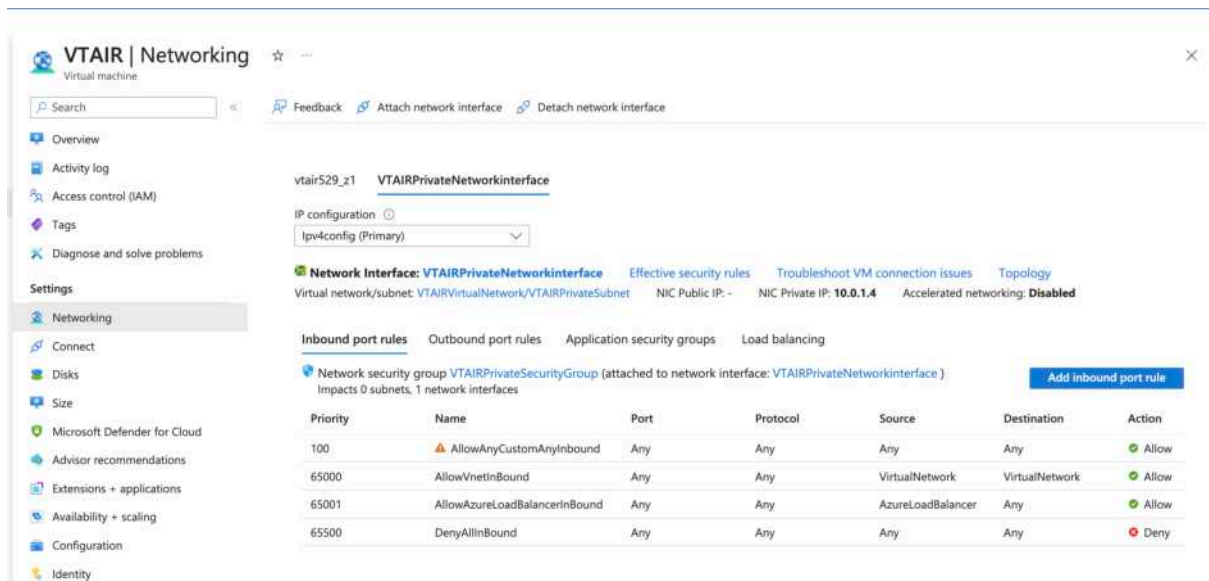 VTAIR | Networking
Virtual machine
Search
Feedback Attach network interface Detach network interface
Overview
Activity log
Access control (IAM)
Tags
Diagnose and solve problems
Settings
Networking
Connect
Disks
Size
Microsoft Defender for Cloud
Advisor recommendations
Extensions + applications
Availability + scaling
Configuration
Identity
vtair529_z1 VTAIRPrivateNetworkinterface
IP configuration
Ipv4config (Primary)
Network Interface: VTAIRPrivateNetworkinterface Effective security rules Troubleshoot VM connection issues Topology
Virtual network/subnet: VTAIRVirtualNetwork/VTAIRPrivateSubnet NIC Public IP: - NIC Private IP: 10.0.1.4 Accelerated networking: Disabled
Inbound port rules Outbound port rules Application security groups Load balancing
Network security group VTAIRPrivateSecurityGroup (attached to network interface: VTAIRPrivateNetworkinterface )
Impacts 0 subnets, 1 network interfaces
Add inbound port rule
Priority Name Port Protocol Source Destination Action
100 AllowAnyCustomAnyInbound Any Any Any Any Allow
65000 AllowVnetInBound Any Any VirtualNetwork VirtualNetwork Allow
65001 AllowAzureLoadBalancerInBound Any Any AzureLoadBalancer Any Allow
65500 DenyAllInBound Any Any Any Any Deny